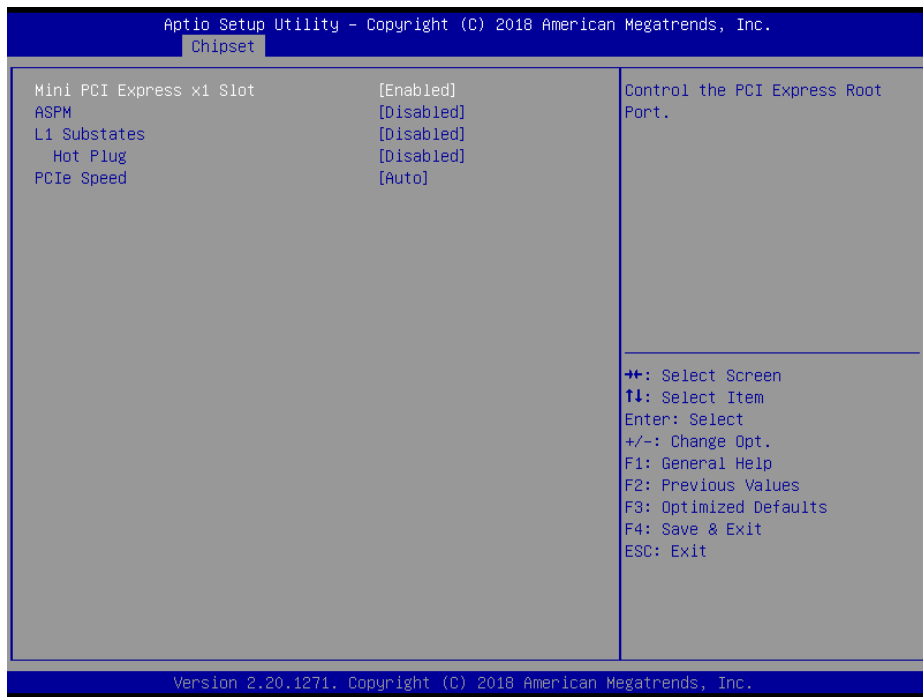 Aptio Setup Utility – Copyright (C) 2018 American Megatrends, Inc.
Chipset
Mini PCI Express x1 Slot [Enabled]
ASPM [Disabled]
L1 Substates [Disabled]
Hot Plug [Disabled]
PCIe Speed [Auto]
Control the PCI Express Root
Port.
→←: Select Screen
↑↓: Select Item
Enter: Select
+/-: Change Opt.
F1: General Help
F2: Previous Values
F3: Optimized Defaults
F4: Save & Exit
ESC: Exit
Version 2.20.1271. Copyright (C) 2018 American Megatrends, Inc.